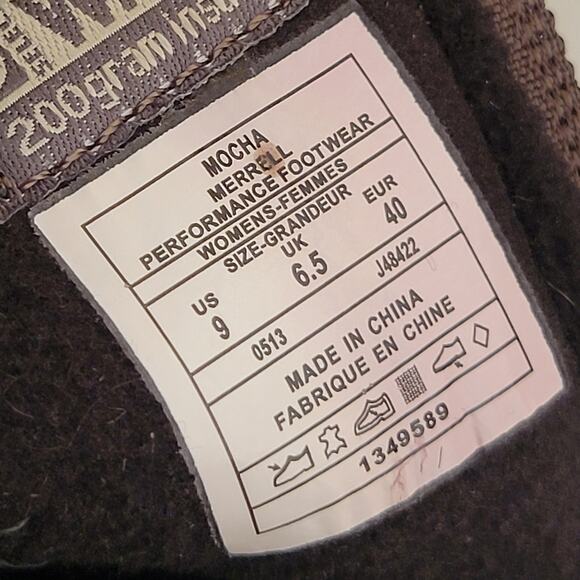 200gram insu
MOCHA
MERRELL
PERFORMANCE FOOTWEAR
WOMENS-FEMMES
SIZE-GRANDEUR
US UK EUR
9 6.5 40
0513 J48422
MADE IN CHINA
FABRIQUE EN CHINE
1349589